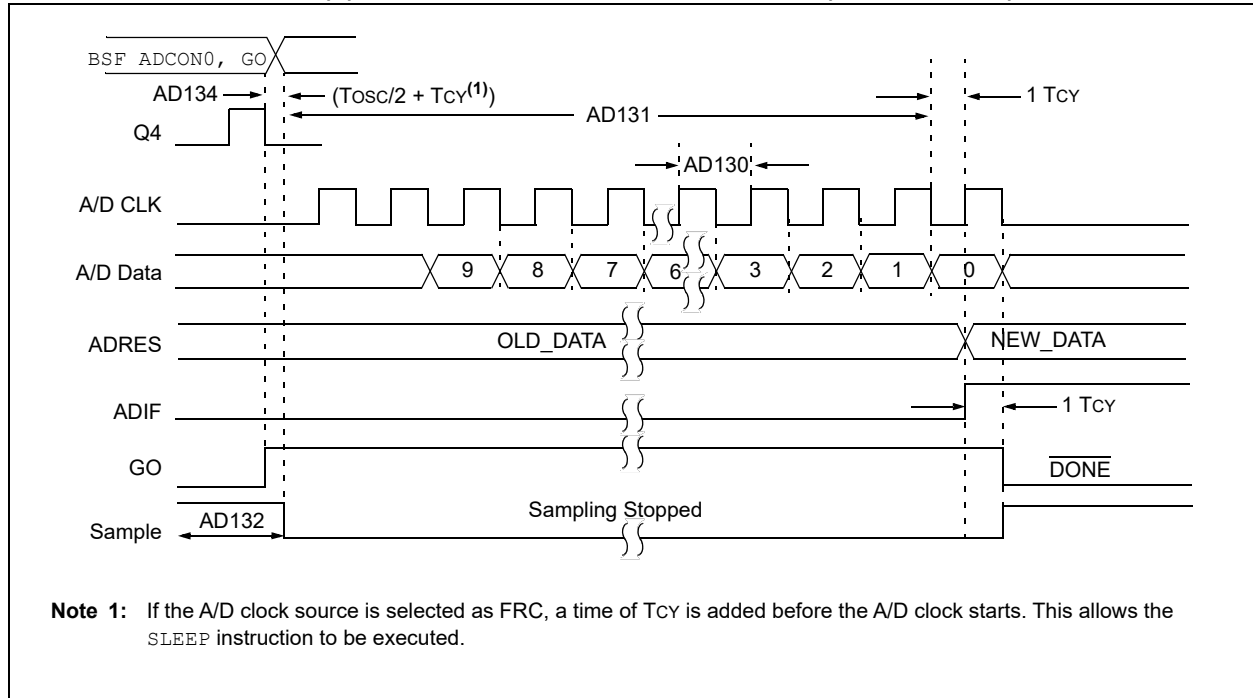 BSF ADCON0, GO
AD134
(TOSC/2 + TCY(1))
1 TCY
AD131
Q4
AD130
A/D CLK
A/D Data
9 8 7 6 3 2 1 0
ADRES
OLD_DATA
NEW_DATA
ADIF
1 TCY
GO
DONE
Sample
AD132
Sampling Stopped
Note 1: If the A/D clock source is selected as FRC, a time of TCY is added before the A/D clock starts. This allows the
SLEEP instruction to be executed.